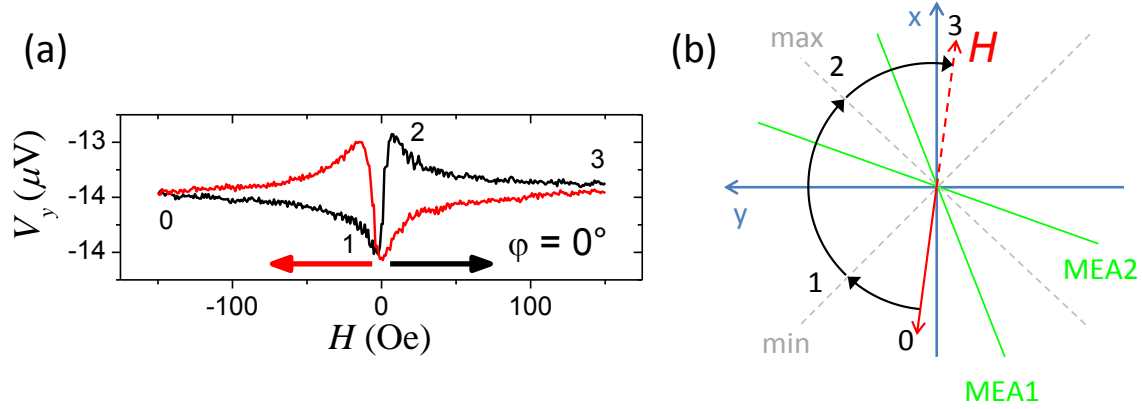 (a)
V_y (μV)
-13
-14
-14
0
1
2
3
φ = 0°
-100
0
100
H (Oe)
(b)
x
3
H
max
2
y
MEA2
1
0
min
MEA1